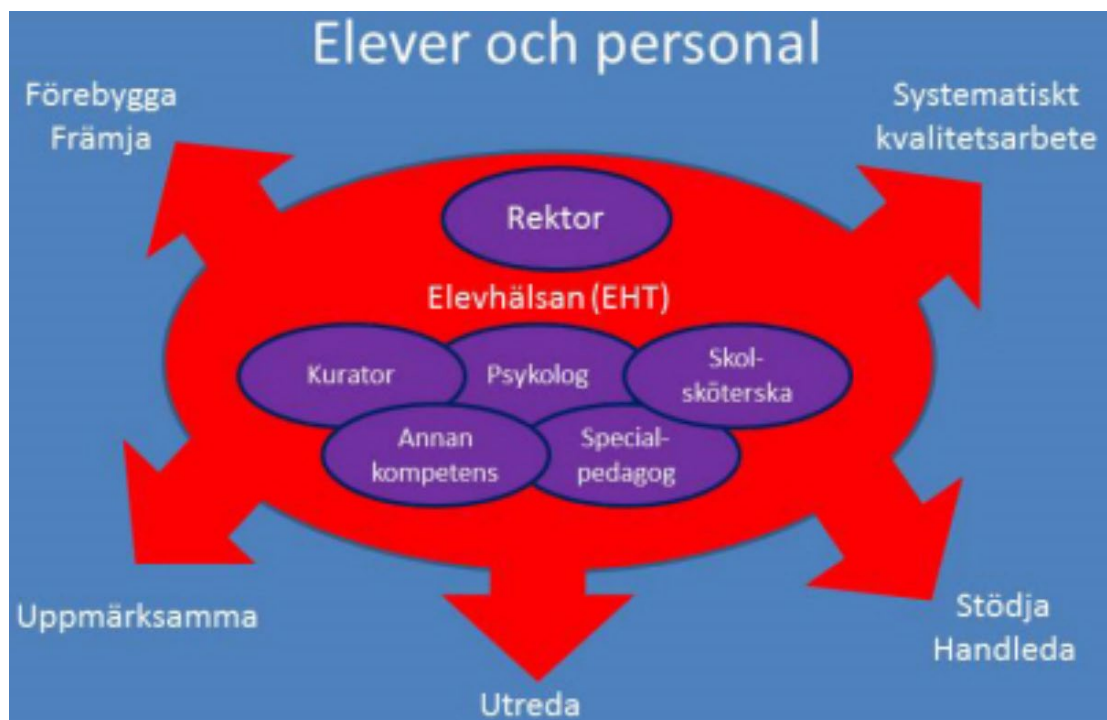 Elever och personal
Förebygga
Främja
Systematiskt
kvalitetsarbete
Rektor
Elevhälsan (EHT)
Kurator
Psykolog
Skol-
sköterska
Annan
kompetens
Special-
pedagog
Uppmärksamma
Stödja
Handleda
Utreda